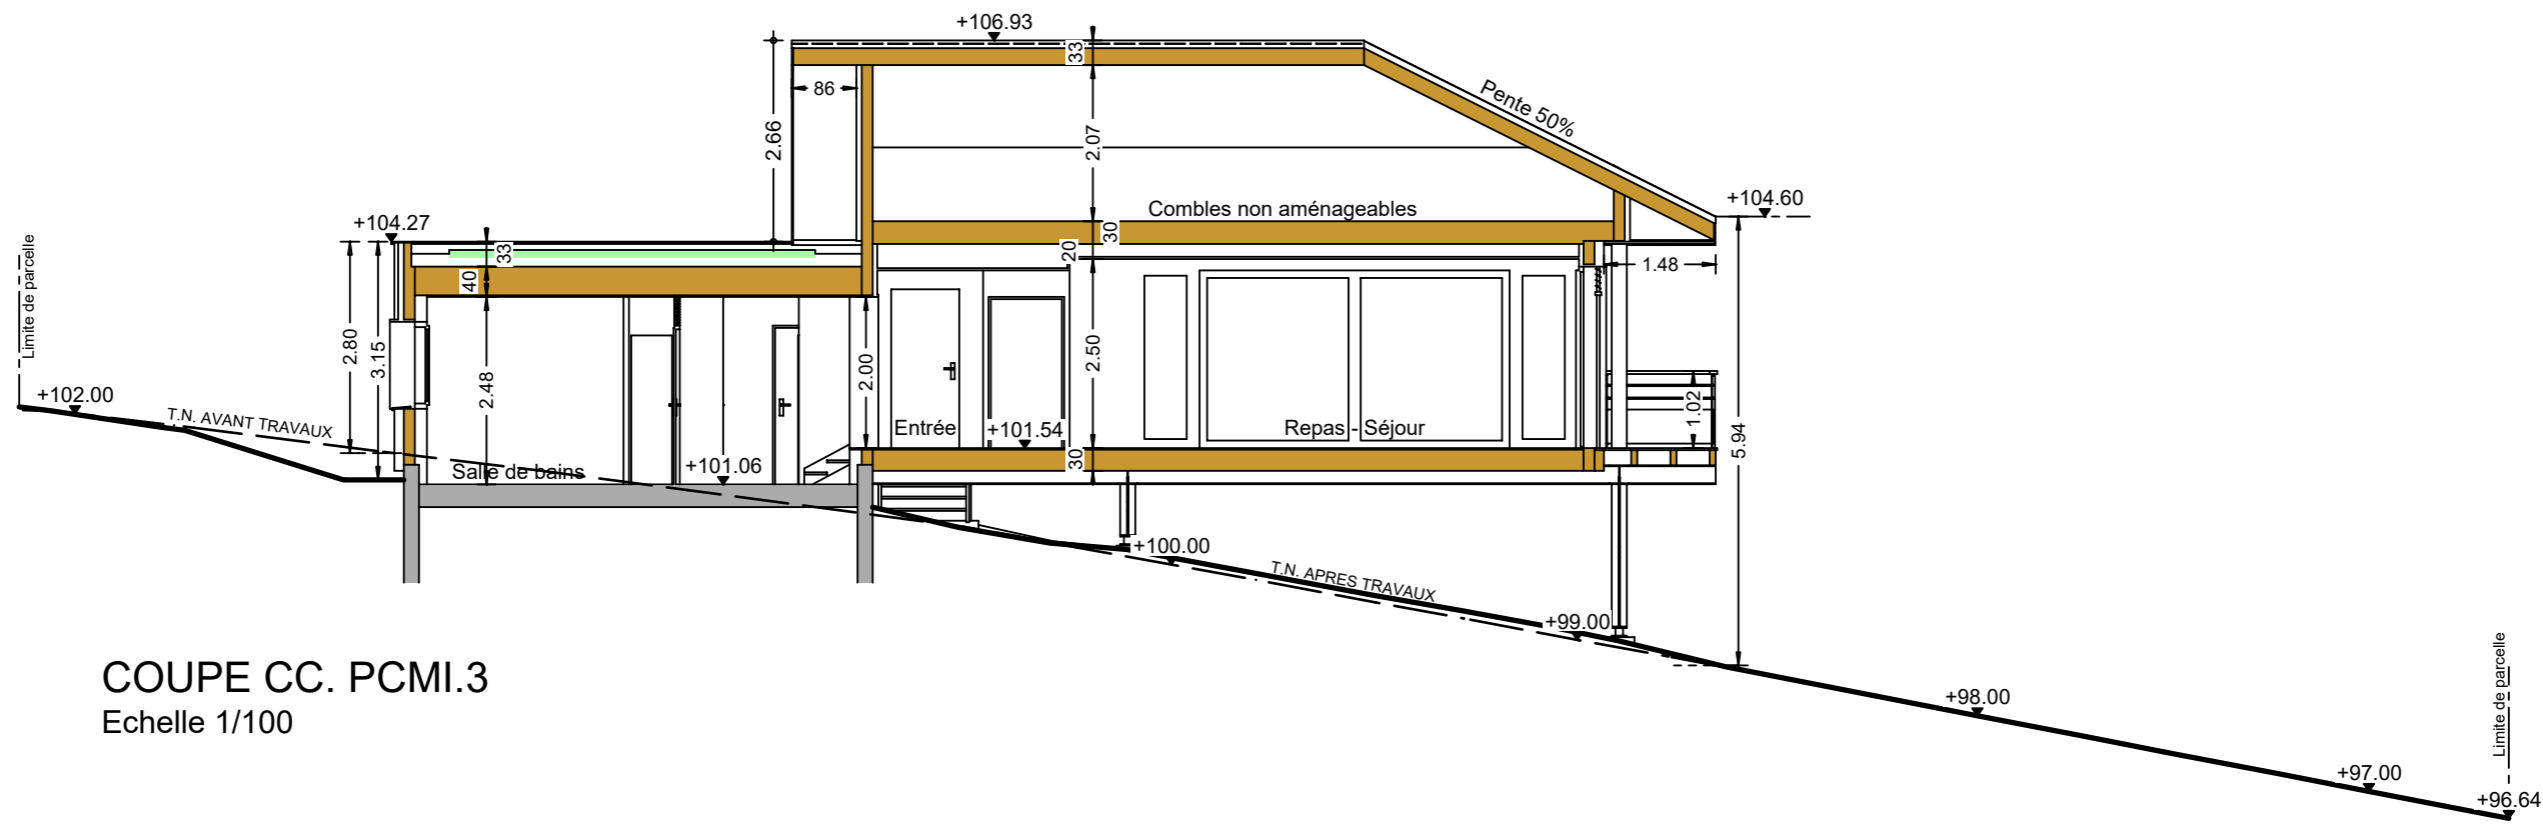 +106.93
33
86
Pente 50%
2.66
2.07
+104.60
Combles non aménageables
+104.27
30
20
33
40
1.48
Limite de parcelle
2.80
3.15
2.48
2.00
2.50
1.02
5.94
+102.00
T.N. AVANT TRAVAUX
Entrée
+101.54
Repas - Séjour
Salle de bains
+101.06
30
+100.00
T.N. APRES TRAVAUX
+99.00
COUPE CC. PCMI.3
Echelle 1/100
Limite de parcelle
+98.00
+97.00
+96.64